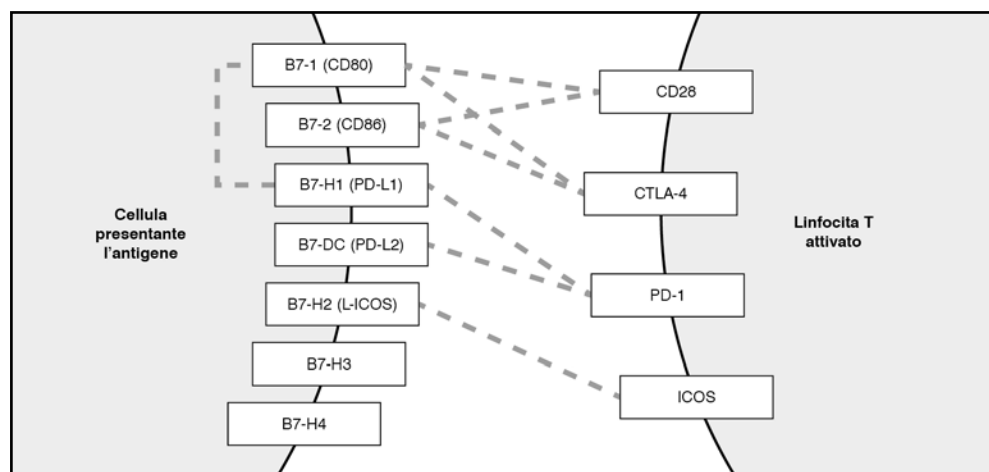 B7-1 (CD80)
B7-2 (CD86)
B7-H1 (PD-L1)
B7-DC (PD-L2)
B7-H2 (L-ICOS)
B7-H3
B7-H4
Cellula
presentante
l'antigene
CD28
CTLA-4
PD-1
ICOS
Linfocita T
attivato